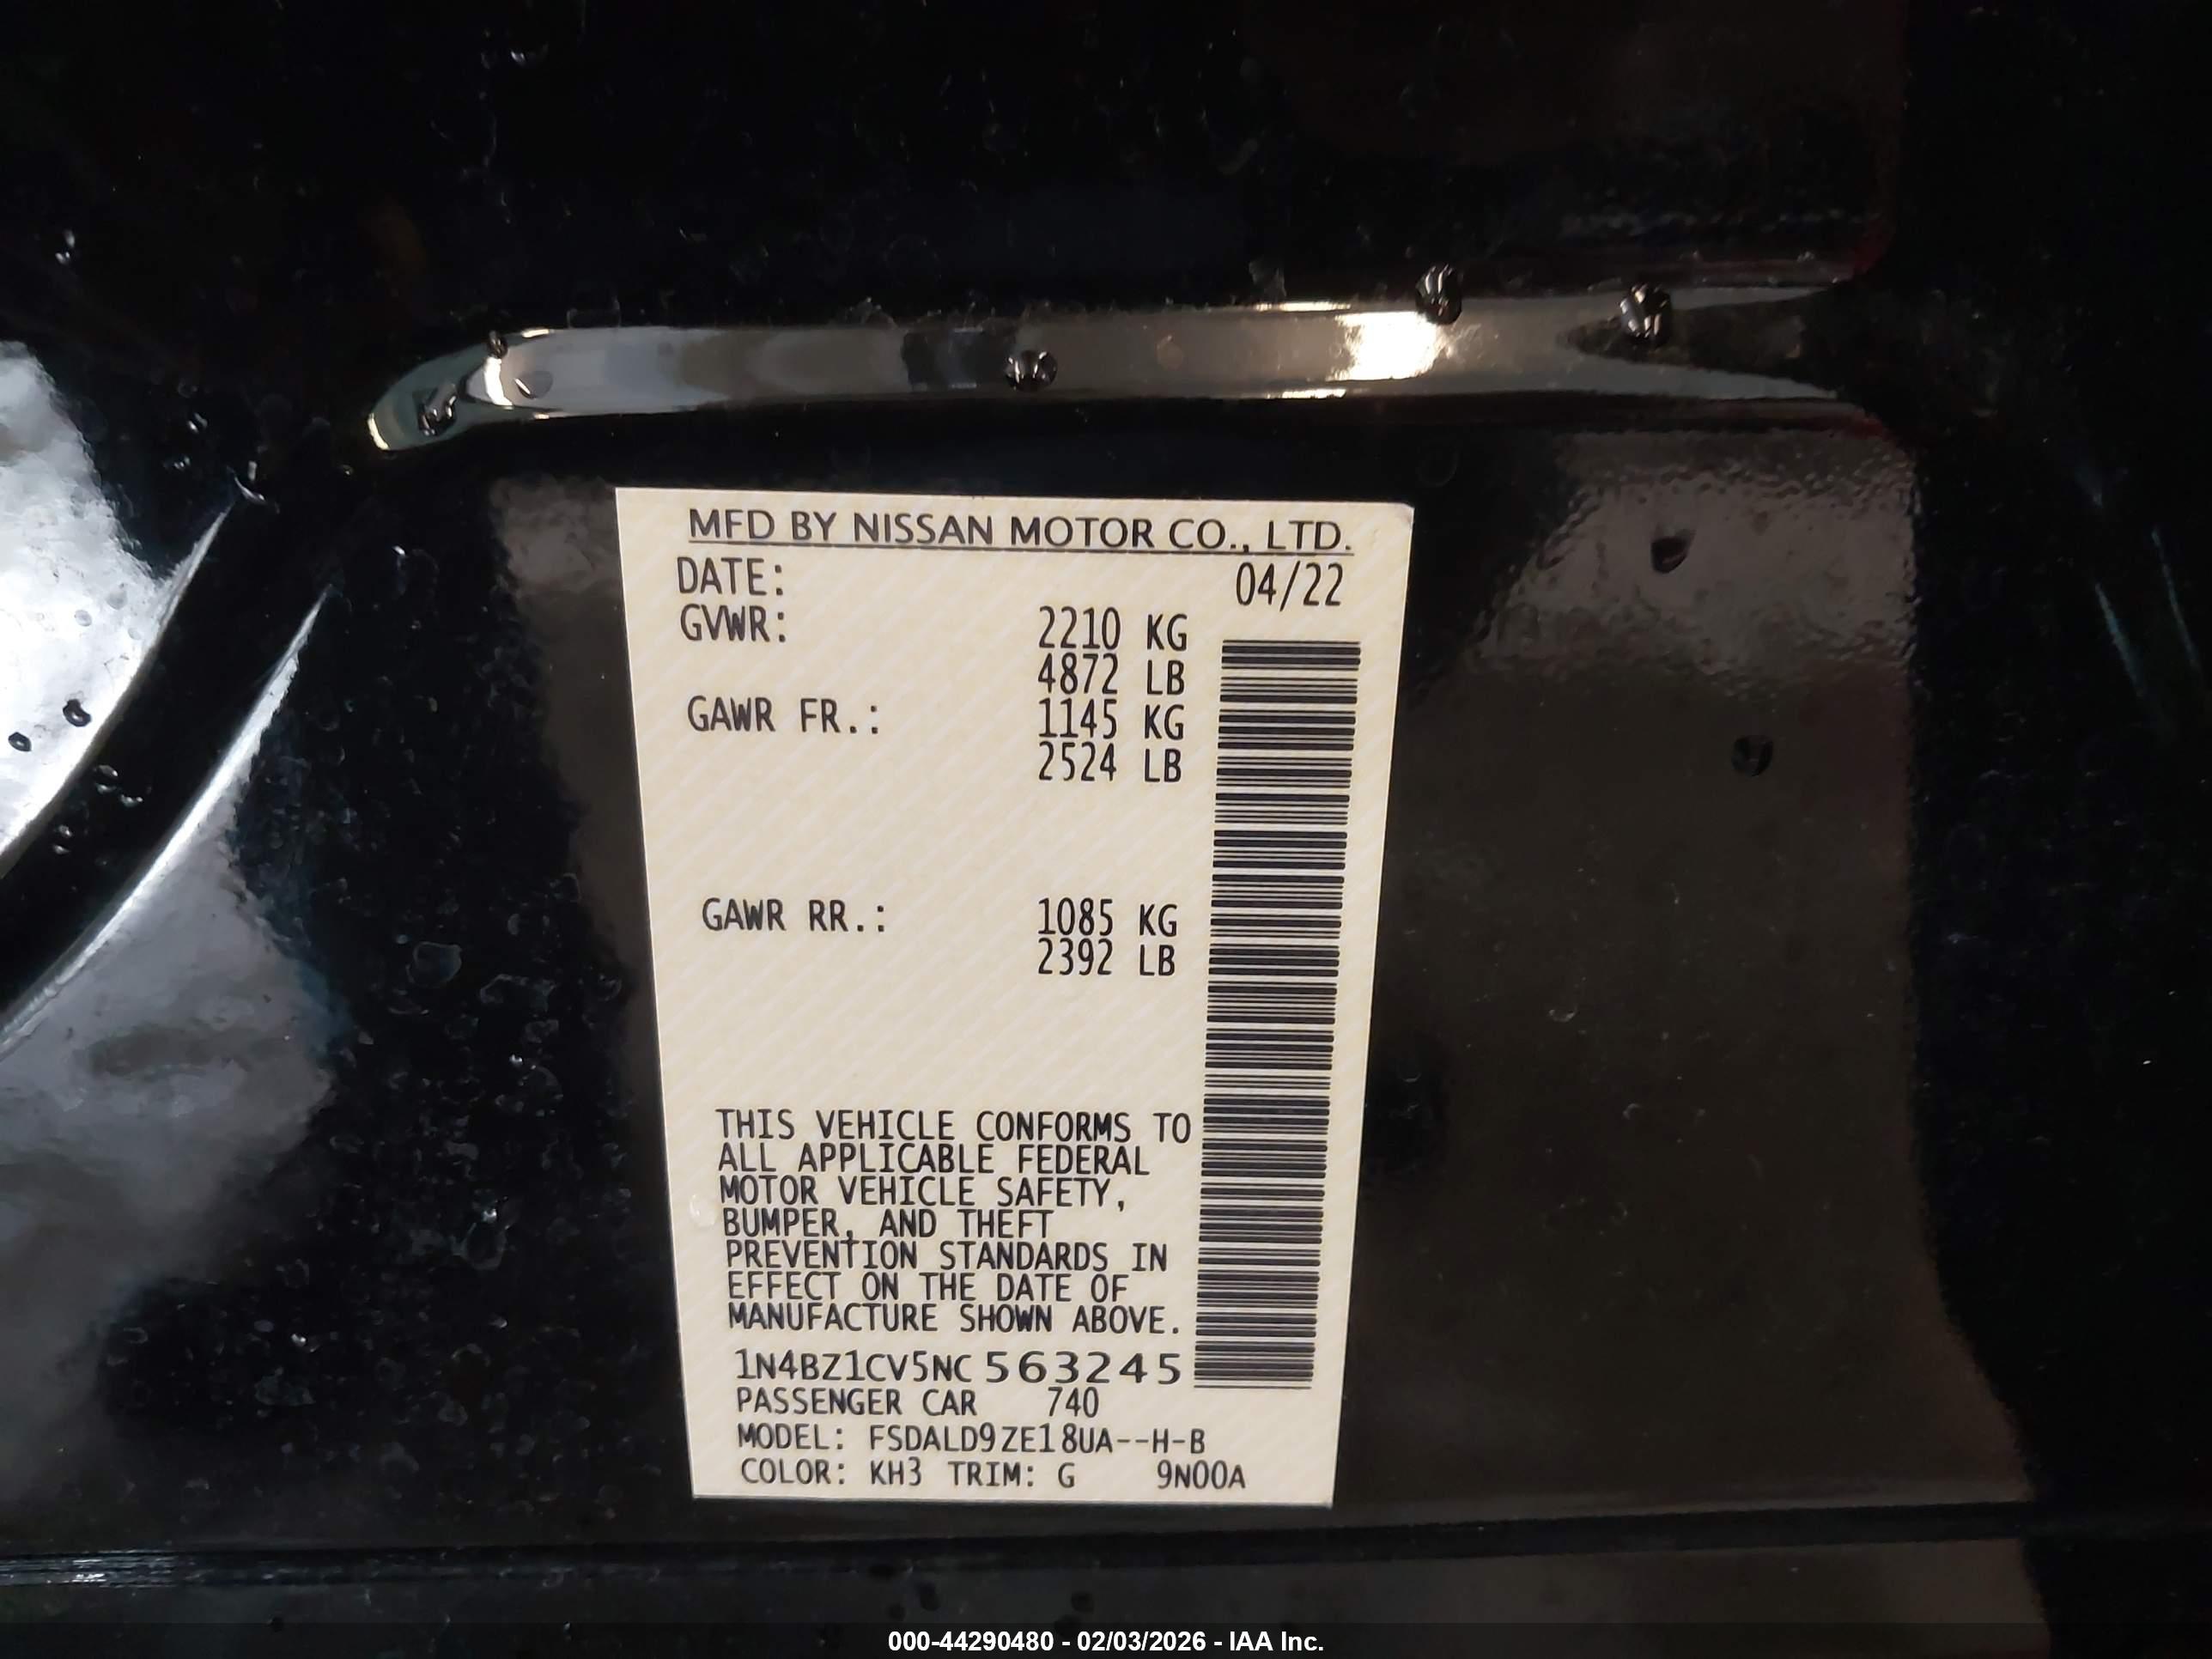 MFD BY NISSAN MOTOR CO., LTD.
DATE: 04/22
GVWR: 2210 KG
4872 LB
GAWR FR.: 1145 KG
2524 LB
GAWR RR.: 1085 KG
2392 LB
THIS VEHICLE CONFORMS TO
ALL APPLICABLE FEDERAL
MOTOR VEHICLE SAFETY,
BUMPER, AND THEFT
PREVENTION STANDARDS IN
EFFECT ON THE DATE OF
MANUFACTURE SHOWN ABOVE.
1N4BZ1CV5NC563245
PASSENGER CAR 740
MODEL: FSDALD9ZE18UA--H-B
COLOR: KH3 TRIM: G 9N00A
000-44290480 - 02/03/2026 - IAA Inc.